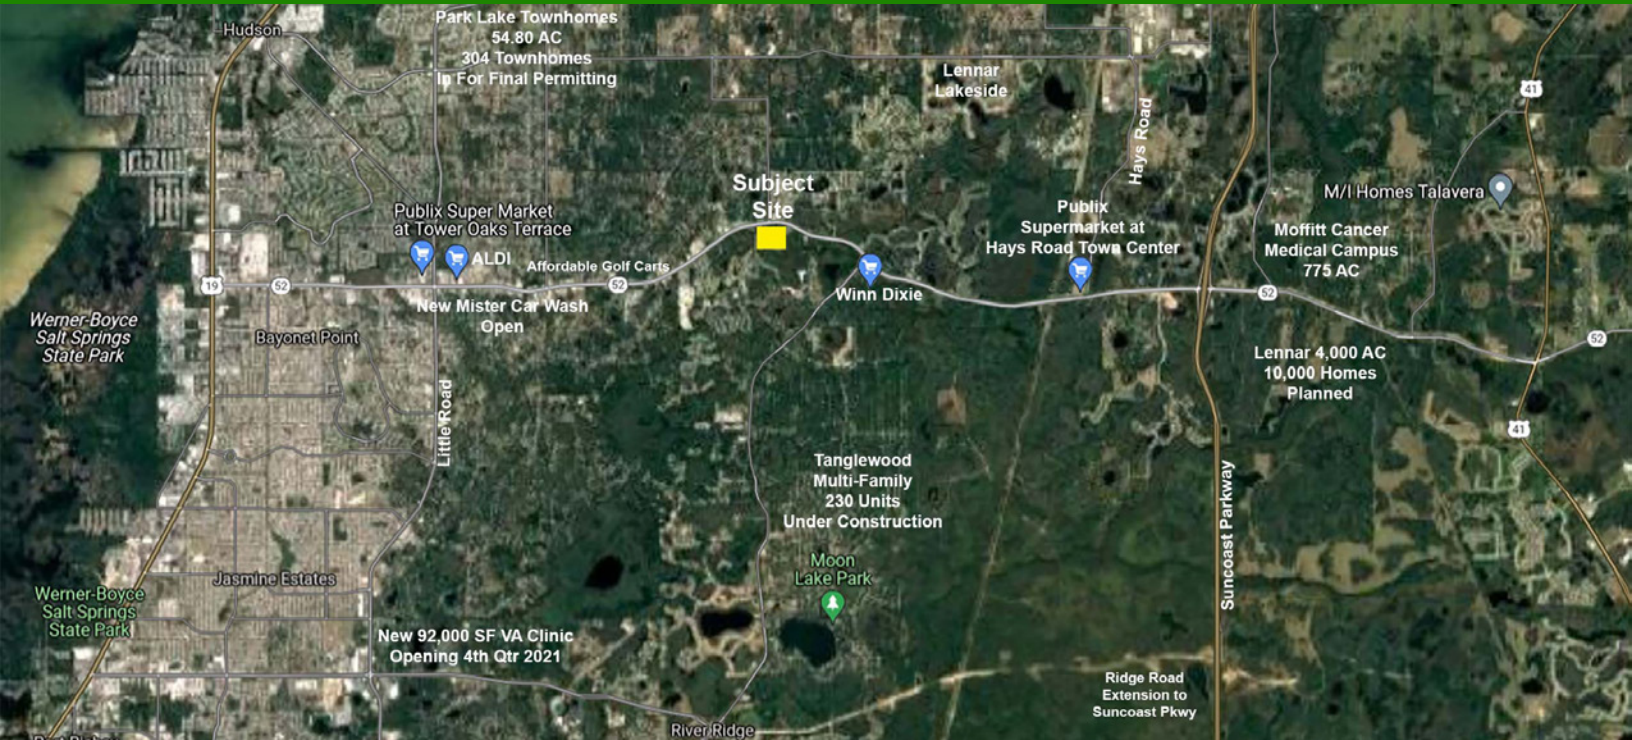 Hudson
Park Lake Townhomes
54.80 AC
304 Townhomes
In For Final Permitting
Lennar
Lakeside
41
Hays Road
Subject
Site
M/I Homes Talavera
Publix Super Market
at Tower Oaks Terrace
ALDI
Affordable Golf Carts
Publix
Supermarket at
Hays Road Town Center
Moffitt Cancer
Medical Campus
775 AC
19
52
52
New Mister Car Wash
Open
Winn Dixie
52
52
Werner-Boyce
Salt Springs
State Park
Bayonet Point
Lennar 4,000 AC
10,000 Homes
Planned
Little Road
41
Tanglewood
Multi-Family
230 Units
Under Construction
Suncoast Parkway
Moon
Lake Park
Jasmine Estates
Werner-Boyce
Salt Springs
State Park
New 92,000 SF VA Clinic
Opening 4th Qtr 2021
Ridge Road
Extension to
Suncoast Pkwy
River Ridge